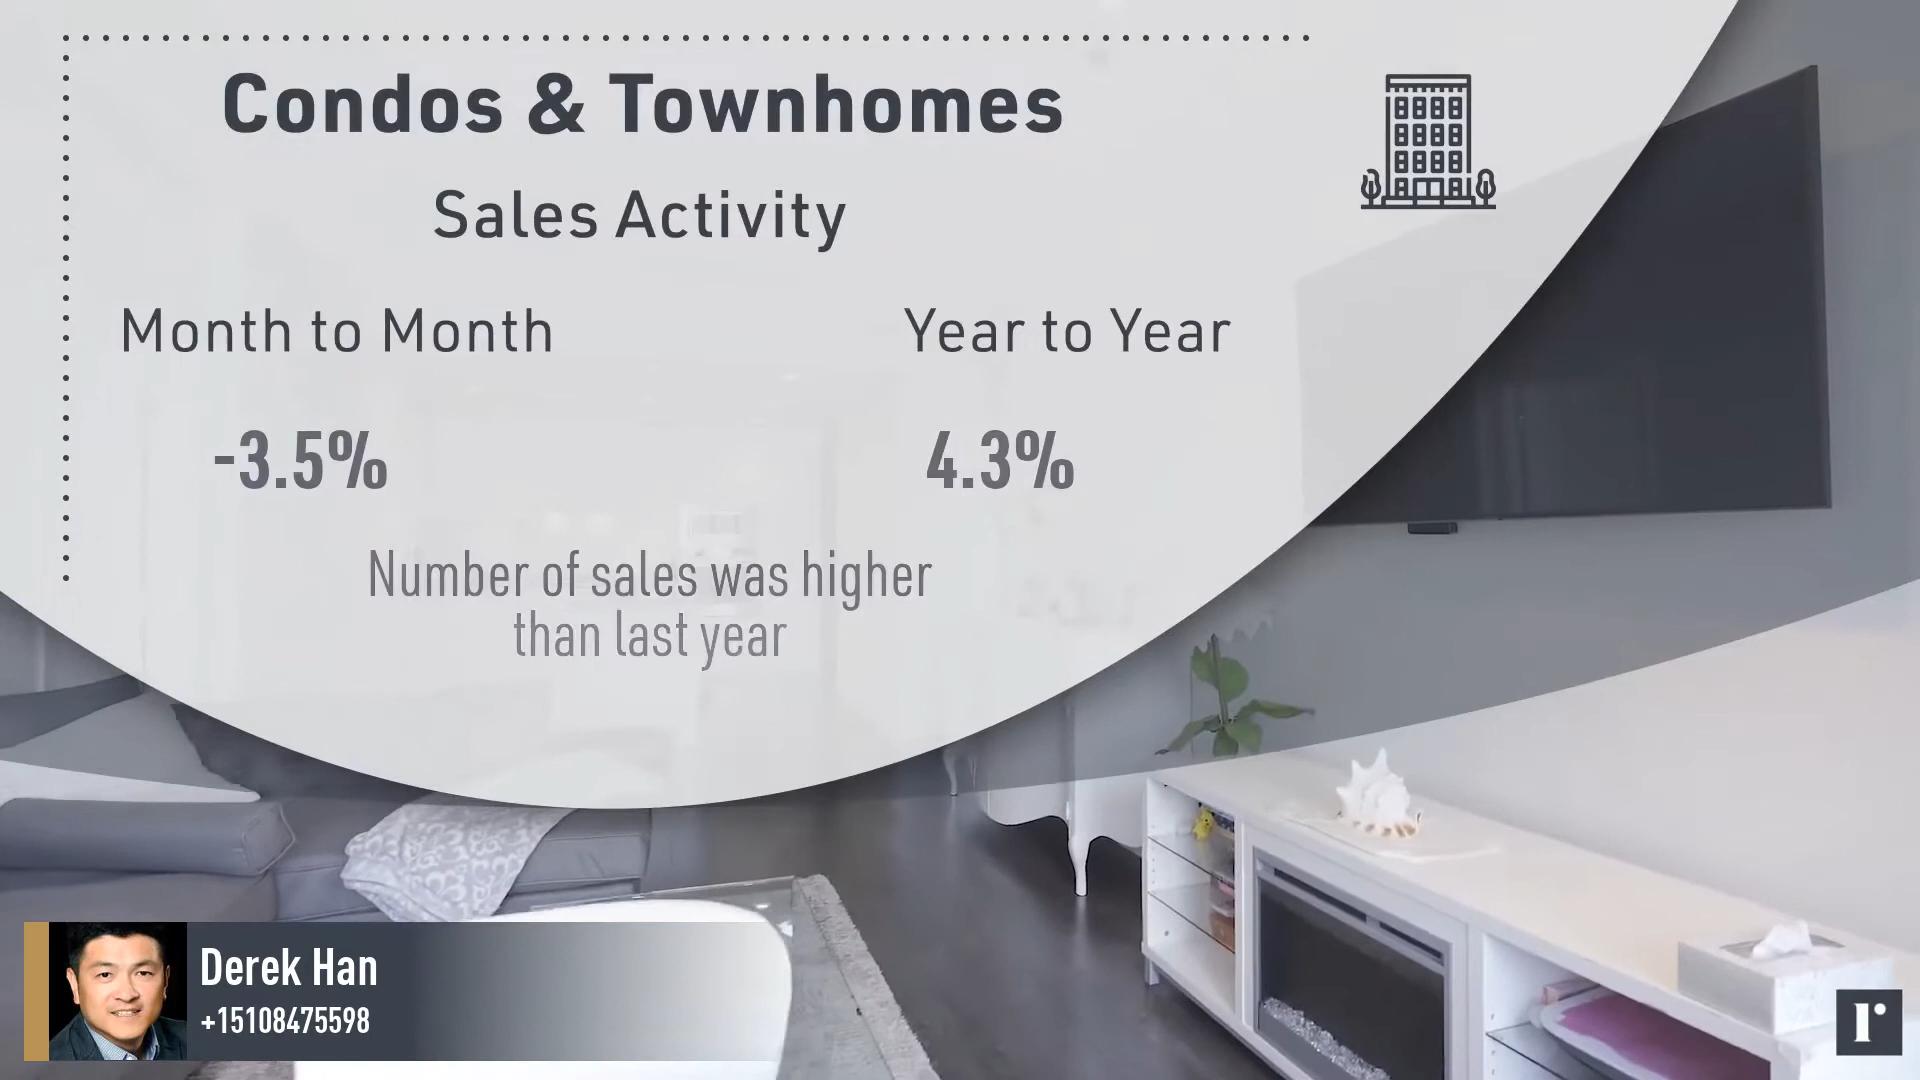 Condos & Townhomes
Sales Activity
Month to Month
Year to Year
-3.5%
4.3%
Number of sales was higher
than last year
Derek Han
+15108475598
r